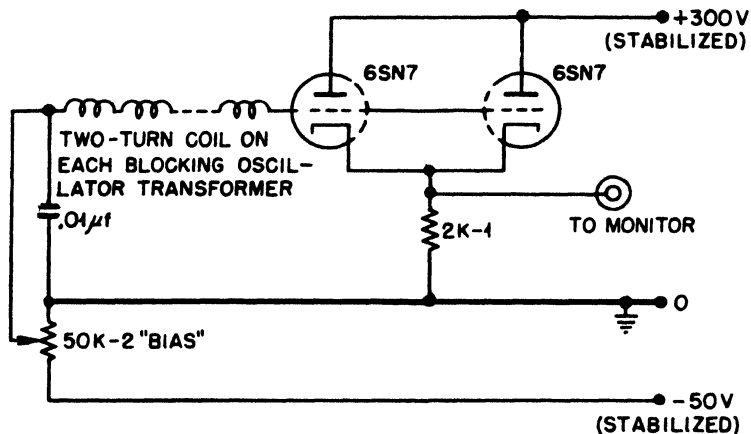 +300V
(STABILIZED)
6SN7
6SN7
TWO-TURN COIL ON
EACH BLOCKING OSCIL-
LATOR TRANSFORMER
.01μf
2K-1
TO MONITOR
0
50K-2 "BIAS"
-50V
(STABILIZED)